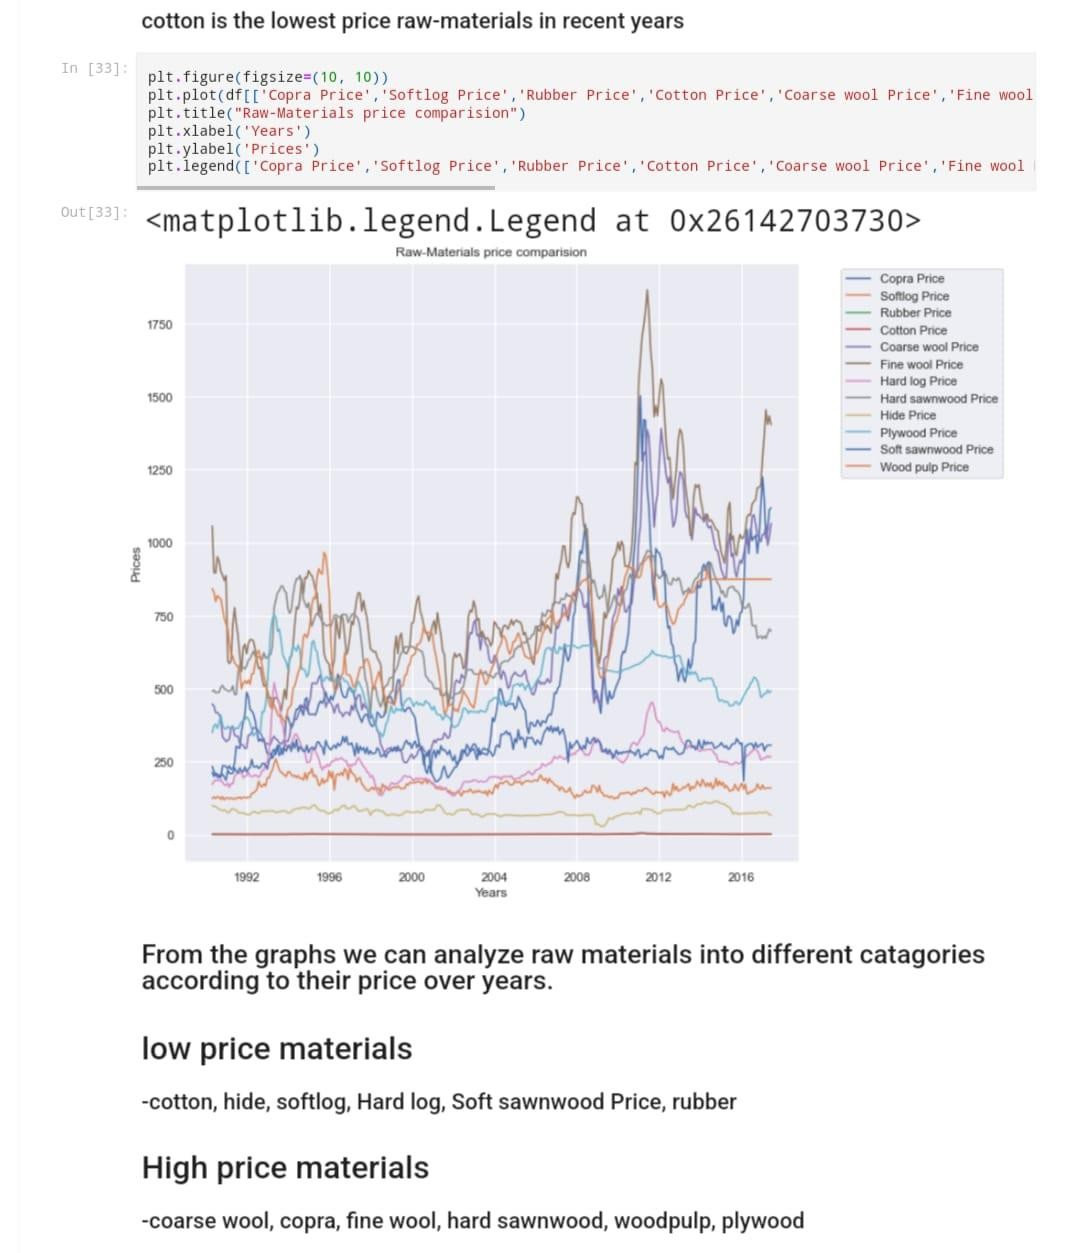 cotton is the lowest price raw-materials in recent years
In [33]:
plt.figure(figsize=(10, 10))
plt.plot(df[['Copra Price','Softlog Price','Rubber Price','Cotton Price','Coarse wool Price','Fine wool
plt.title("Raw-Materials price comparision")
plt.xlabel('Years')
plt.ylabel('Prices')
plt.legend(['Copra Price','Softlog Price','Rubber Price','Cotton Price','Coarse wool Price','Fine wool
Out[33]:
<matplotlib.legend.Legend at 0x26142703730>
Raw-Materials price comparision
Copra Price
Softlog Price
Rubber Price
Cotton Price
Coarse wool Price
Fine wool Price
Hard log Price
Hard sawnwood Price
Hide Price
Plywood Price
Soft sawnwood Price
Wood pulp Price
1750
1500
1250
1000
750
500
250
0
Prices
1992 1996 2000 2004 2008 2012 2016
Years
From the graphs we can analyze raw materials into different catagories
according to their price over years.
low price materials
-cotton, hide, softlog, Hard log, Soft sawnwood Price, rubber
High price materials
-coarse wool, copra, fine wool, hard sawnwood, woodpulp, plywood